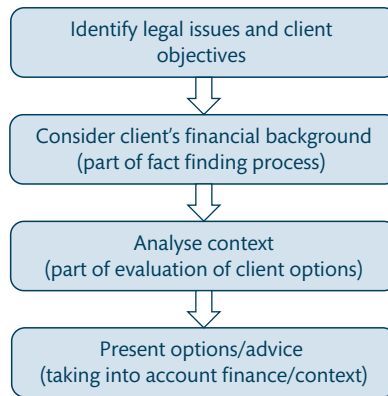 Identify legal issues and client
objectives
Consider client’s financial background
(part of fact finding process)
Analyse context
(part of evaluation of client options)
Present options/advice
(taking into account finance/context)